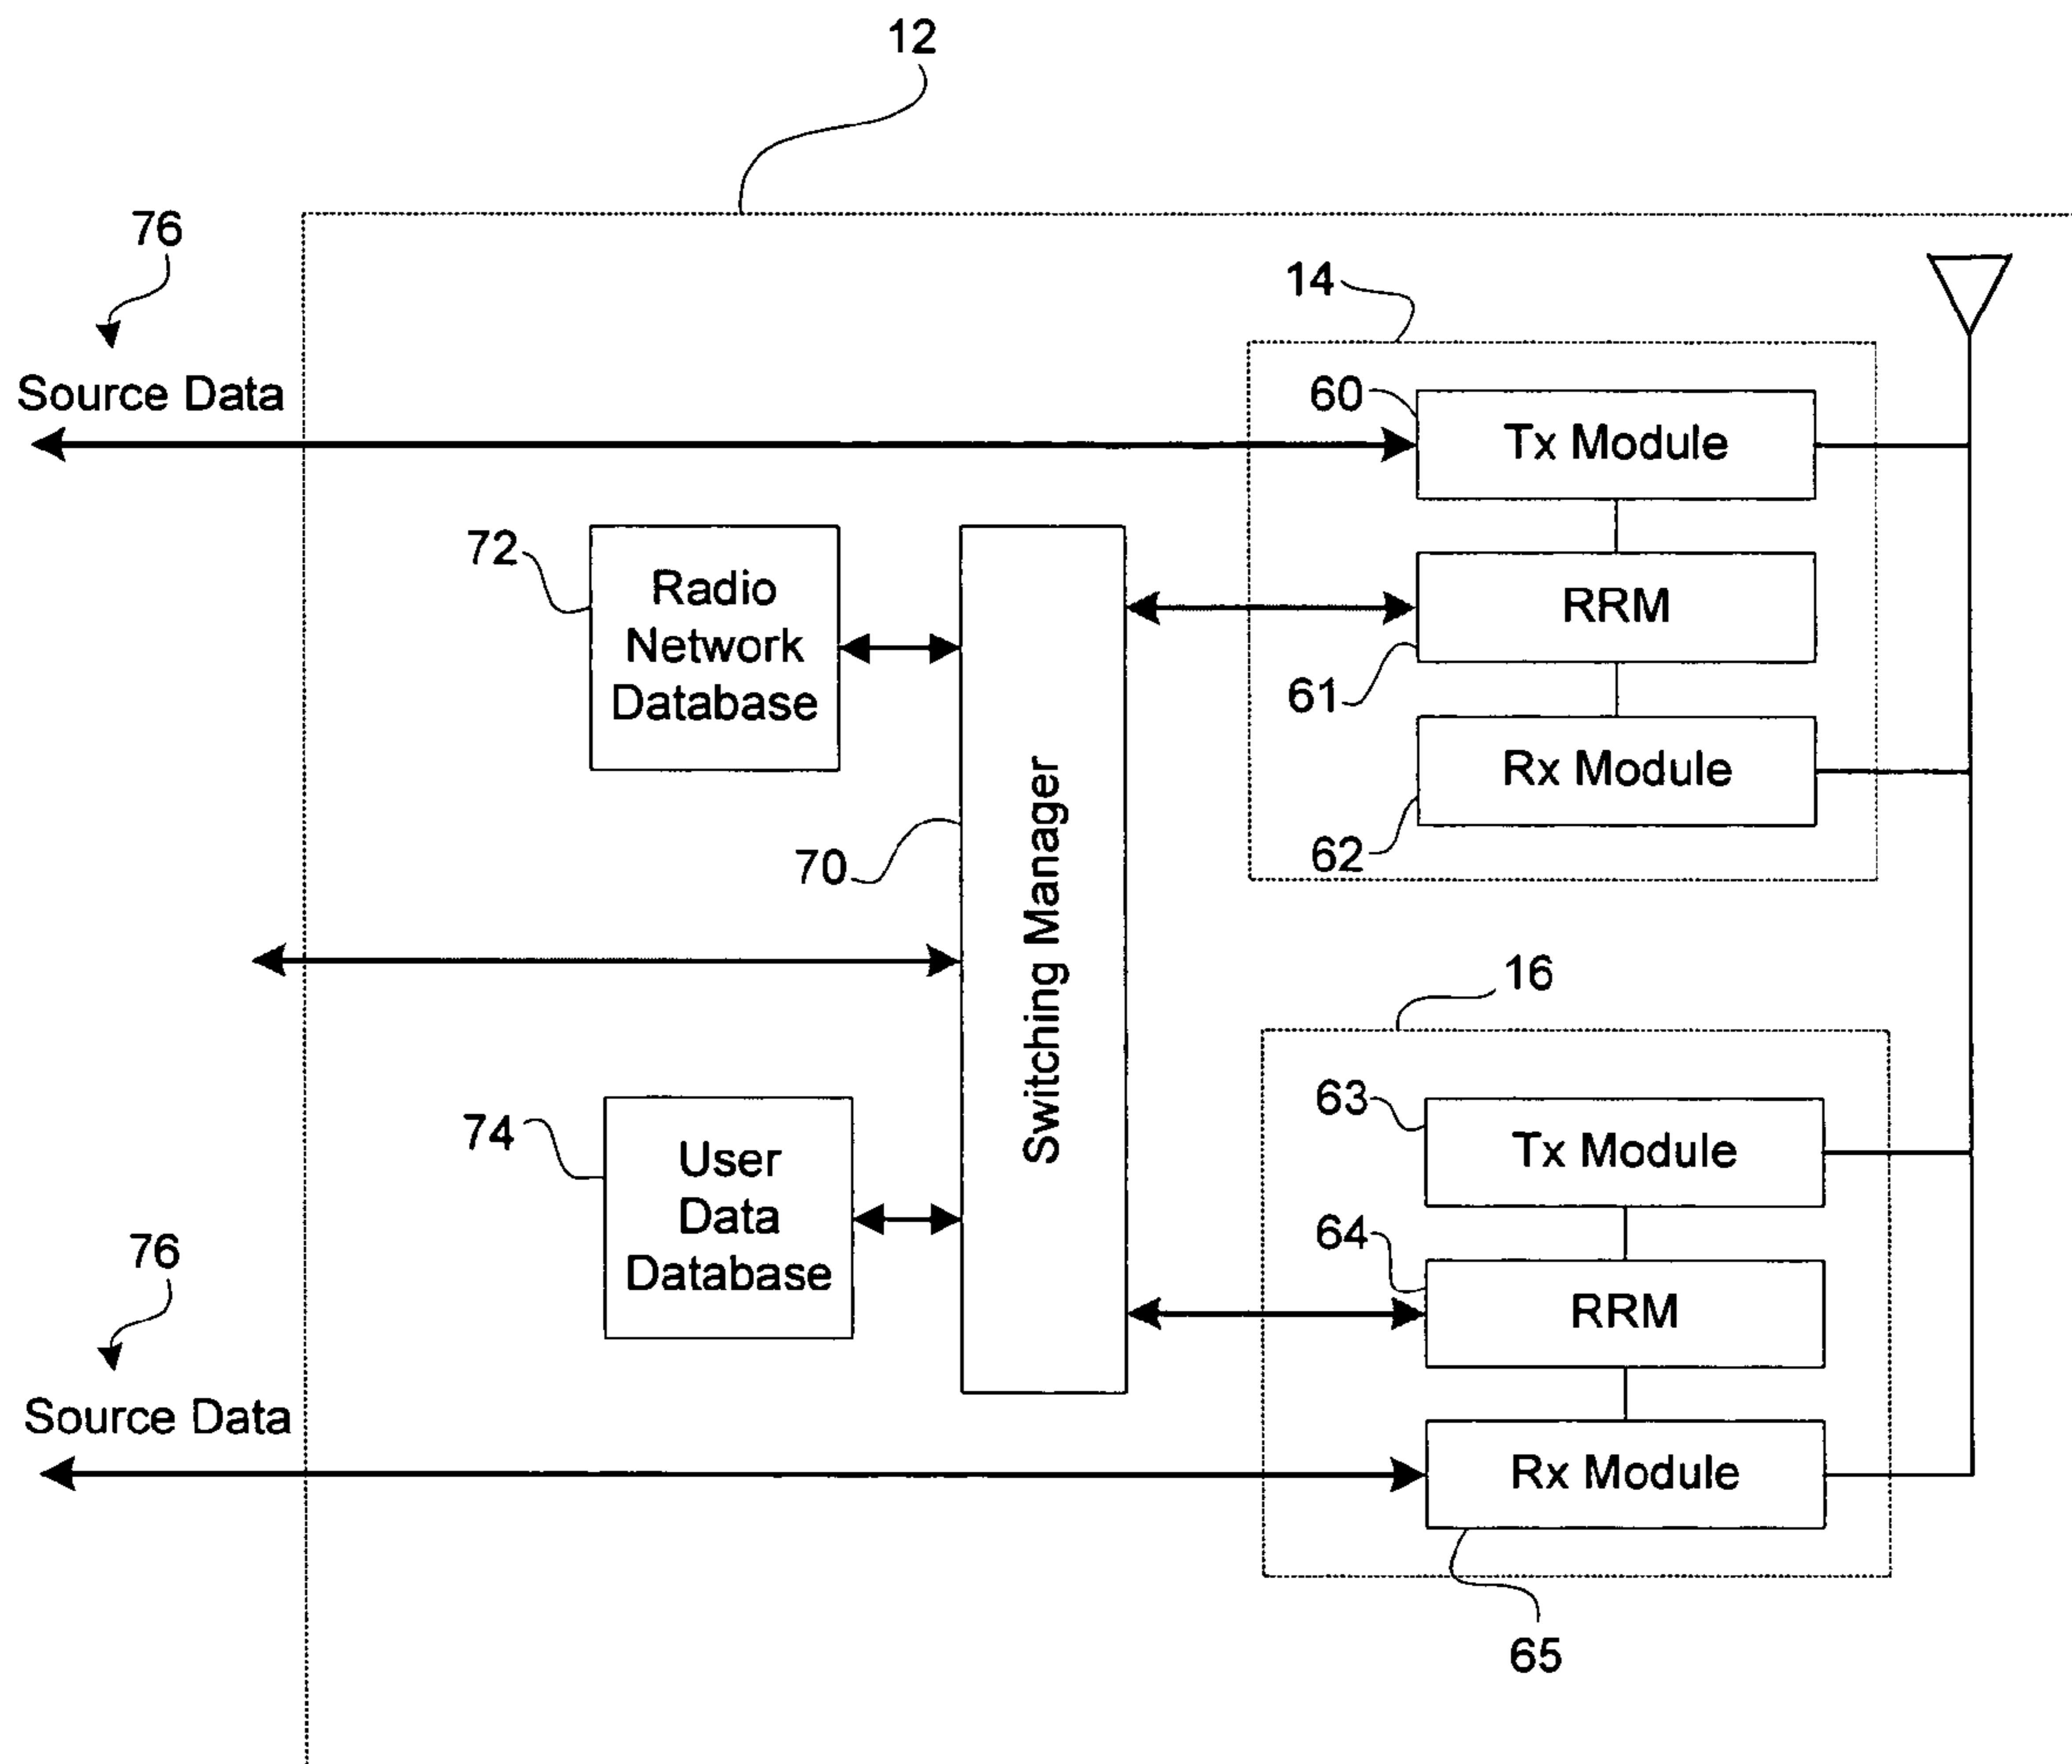 12
76
Source Data
14
60
Tx Module
72
Radio
Network
Database
RRM
61
Rx Module
62
70
Switching Manager
16
74
User
Data
Database
63
Tx Module
64
RRM
76
Source Data
Rx Module
65